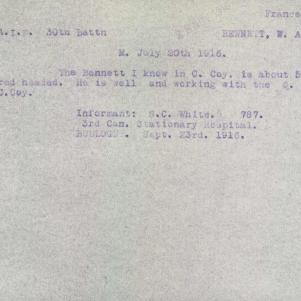 France
A.I.F. 30th Battn BENNETT, W. A
M. July 20th 1916.
The Bennett I know in C. Coy. is about 5
red headed. He is well and working with the Q.
C.Coy.
Informant: S.C. White. 787.
3rd Can. Stationary Hospital.
BOULOGNE. Sept. 23rd. 1916.